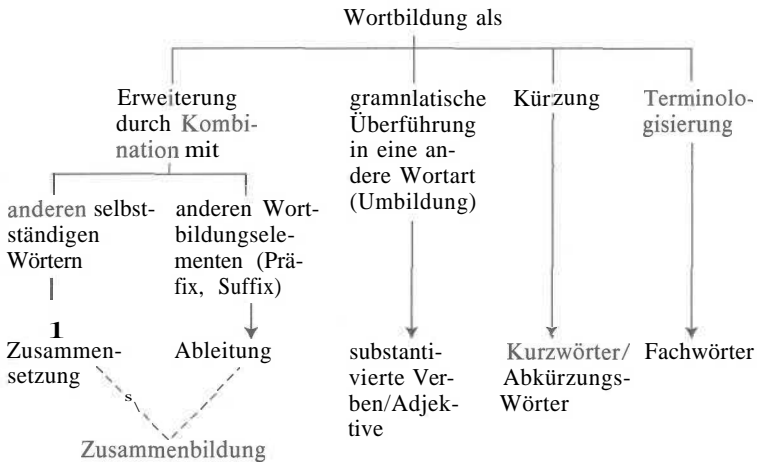 Wortbildung als
Erweiterung
durch Kombi-
nation mit
gramnlatische
Überführung
in eine an-
dere Wortart
(Umbildung)
Kürzung
Terminolo-
gisierung
anderen selbst-
ständigen
Wörtern
anderen Wort-
bildungsele-
menten (Prä-
fix, Suffix)
1
Zusammen-
setzung
Ableitung
substanti-
vierte Ver-
ben/Adjek-
tive
Kurzwörter/
Abkürzungs-
Wörter
Fachwörter
s
Zusammenbildung